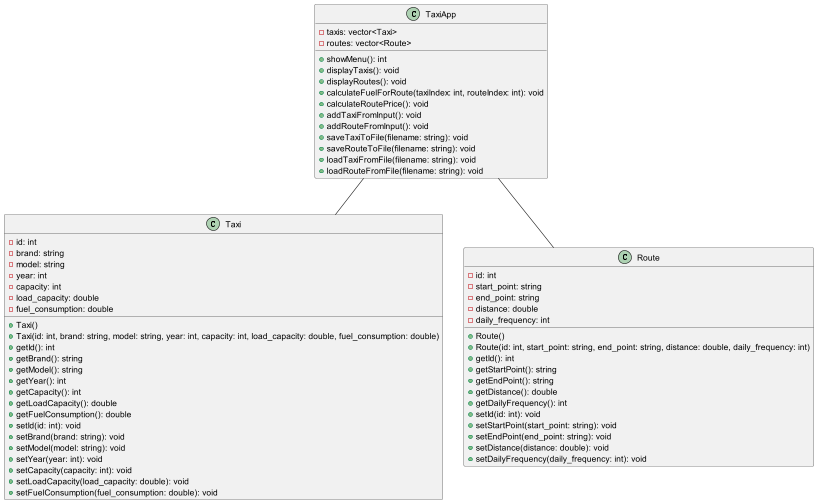 C TaxiApp
taxis: vector<Taxi>
routes: vector<Route>
showMenu(): int
displayTaxis(): void
displayRoutes(): void
calculateFuelForRoute(taxiIndex: int, routeIndex: int): void
calculateRoutePrice(): void
addTaxiFromInput(): void
addRouteFromInput(): void
saveTaxiToFile(filename: string): void
saveRouteToFile(filename: string): void
loadTaxiFromFile(filename: string): void
loadRouteFromFile(filename: string): void
C Taxi
id: int
brand: string
model: string
year: int
capacity: int
load_capacity: double
fuel_consumption: double
Taxi()
Taxi(id: int, brand: string, model: string, year: int, capacity: int, load_capacity: double, fuel_consumption: double)
getId(): int
getBrand(): string
getModel(): string
getYear(): int
getCapacity(): int
getLoadCapacity(): double
getFuelConsumption(): double
setId(id: int): void
setBrand(brand: string): void
setModel(model: string): void
setYear(year: int): void
setCapacity(capacity: int): void
setLoadCapacity(load_capacity: double): void
setFuelConsumption(fuel_consumption: double): void
C Route
id: int
start_point: string
end_point: string
distance: double
daily_frequency: int
Route()
Route(id: int, start_point: string, end_point: string, distance: double, daily_frequency: int)
getId(): int
getStartPoint(): string
getEndPoint(): string
getDistance(): double
getDailyFrequency(): int
setId(id: int): void
setStartPoint(start_point: string): void
setEndPoint(end_point: string): void
setDistance(distance: double): void
setDailyFrequency(daily_frequency: int): void